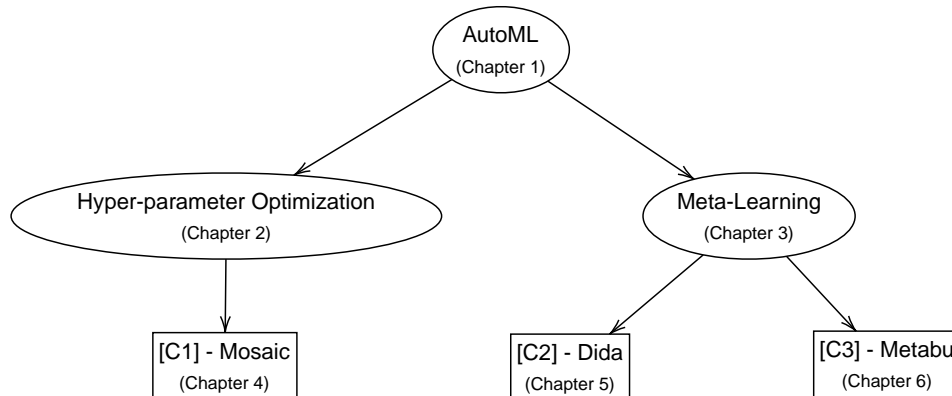 AutoML
(Chapter 1)
Hyper-parameter Optimization
(Chapter 2)
Meta-Learning
(Chapter 3)
[C1] - Mosaic
(Chapter 4)
[C2] - Dida
(Chapter 5)
[C3] - Metabu
(Chapter 6)